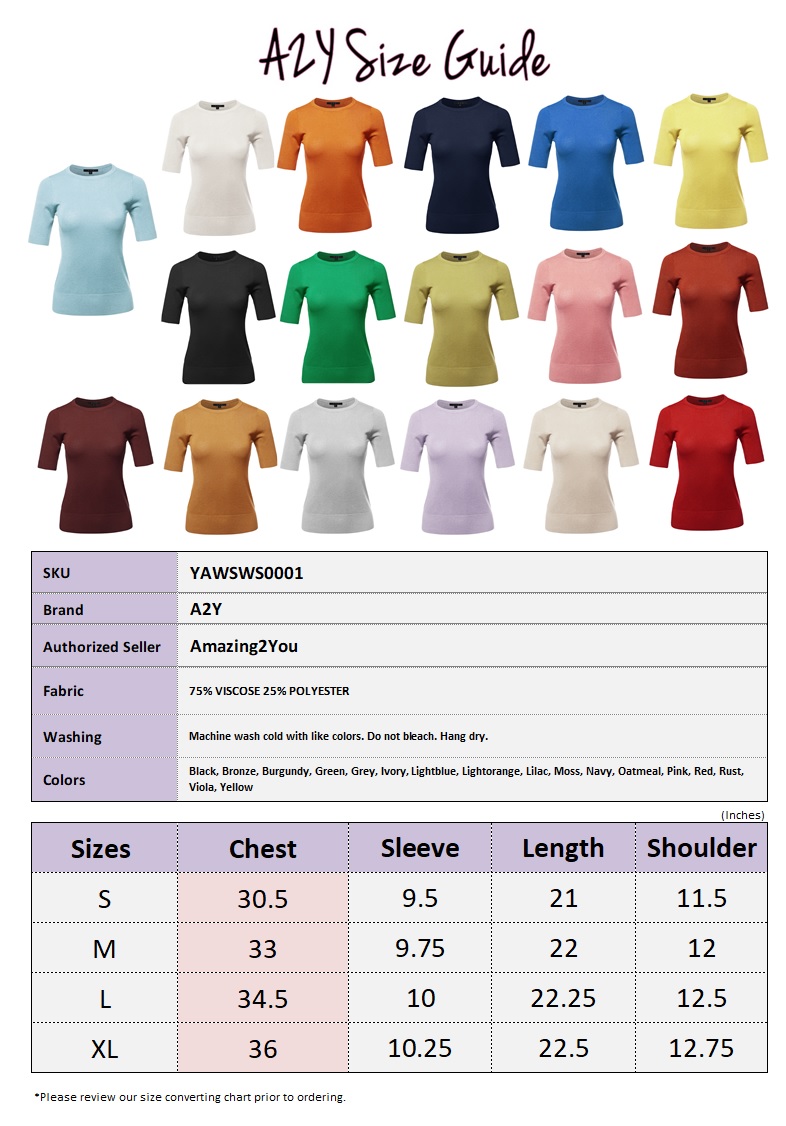 A2Y Size Guide
SKU YAWSWS0001
Brand A2Y
Authorized Seller Amazing2You
Fabric 75% VISCOSE 25% POLYESTER
Washing Machine wash cold with like colors. Do not bleach. Hang dry.
Colors Black, Bronze, Burgundy, Green, Grey, Ivory, Lightblue, Lightorange, Lilac, Moss, Navy, Oatmeal, Pink, Red, Rust,
Viola, Yellow
(Inches)
Sizes Chest Sleeve Length Shoulder
S 30.5 9.5 21 11.5
M 33 9.75 22 12
L 34.5 10 22.25 12.5
XL 36 10.25 22.5 12.75
*Please review our size converting chart prior to ordering.